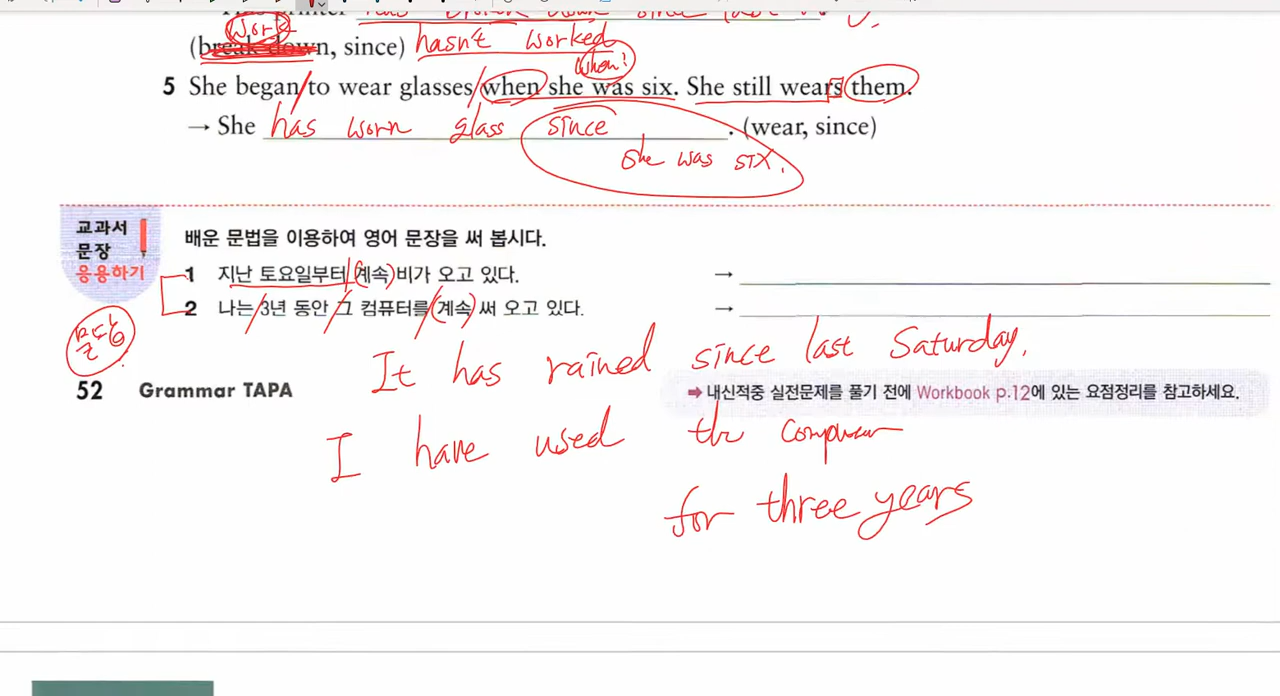 work
(break down, since) hasn't worked
when?
5 She began to wear glasses when she was six. She still wears them.
→ She has worn glass since . (wear, since)
she was six.
교과서
문장
응용하기
배운 문법을 이용하여 영어 문장을 써 봅시다.
1 지난 토요일부터 (계속) 비가 오고 있다. →
2 나는 3년 동안 그 컴퓨터를 (계속) 써 오고 있다. →
It has rained since last Saturday.
52 Grammar TAPA
➡ 내신적중 실전문제를 풀기 전에 Workbook p.12에 있는 요점정리를 참고하세요.
I have used the
for three years